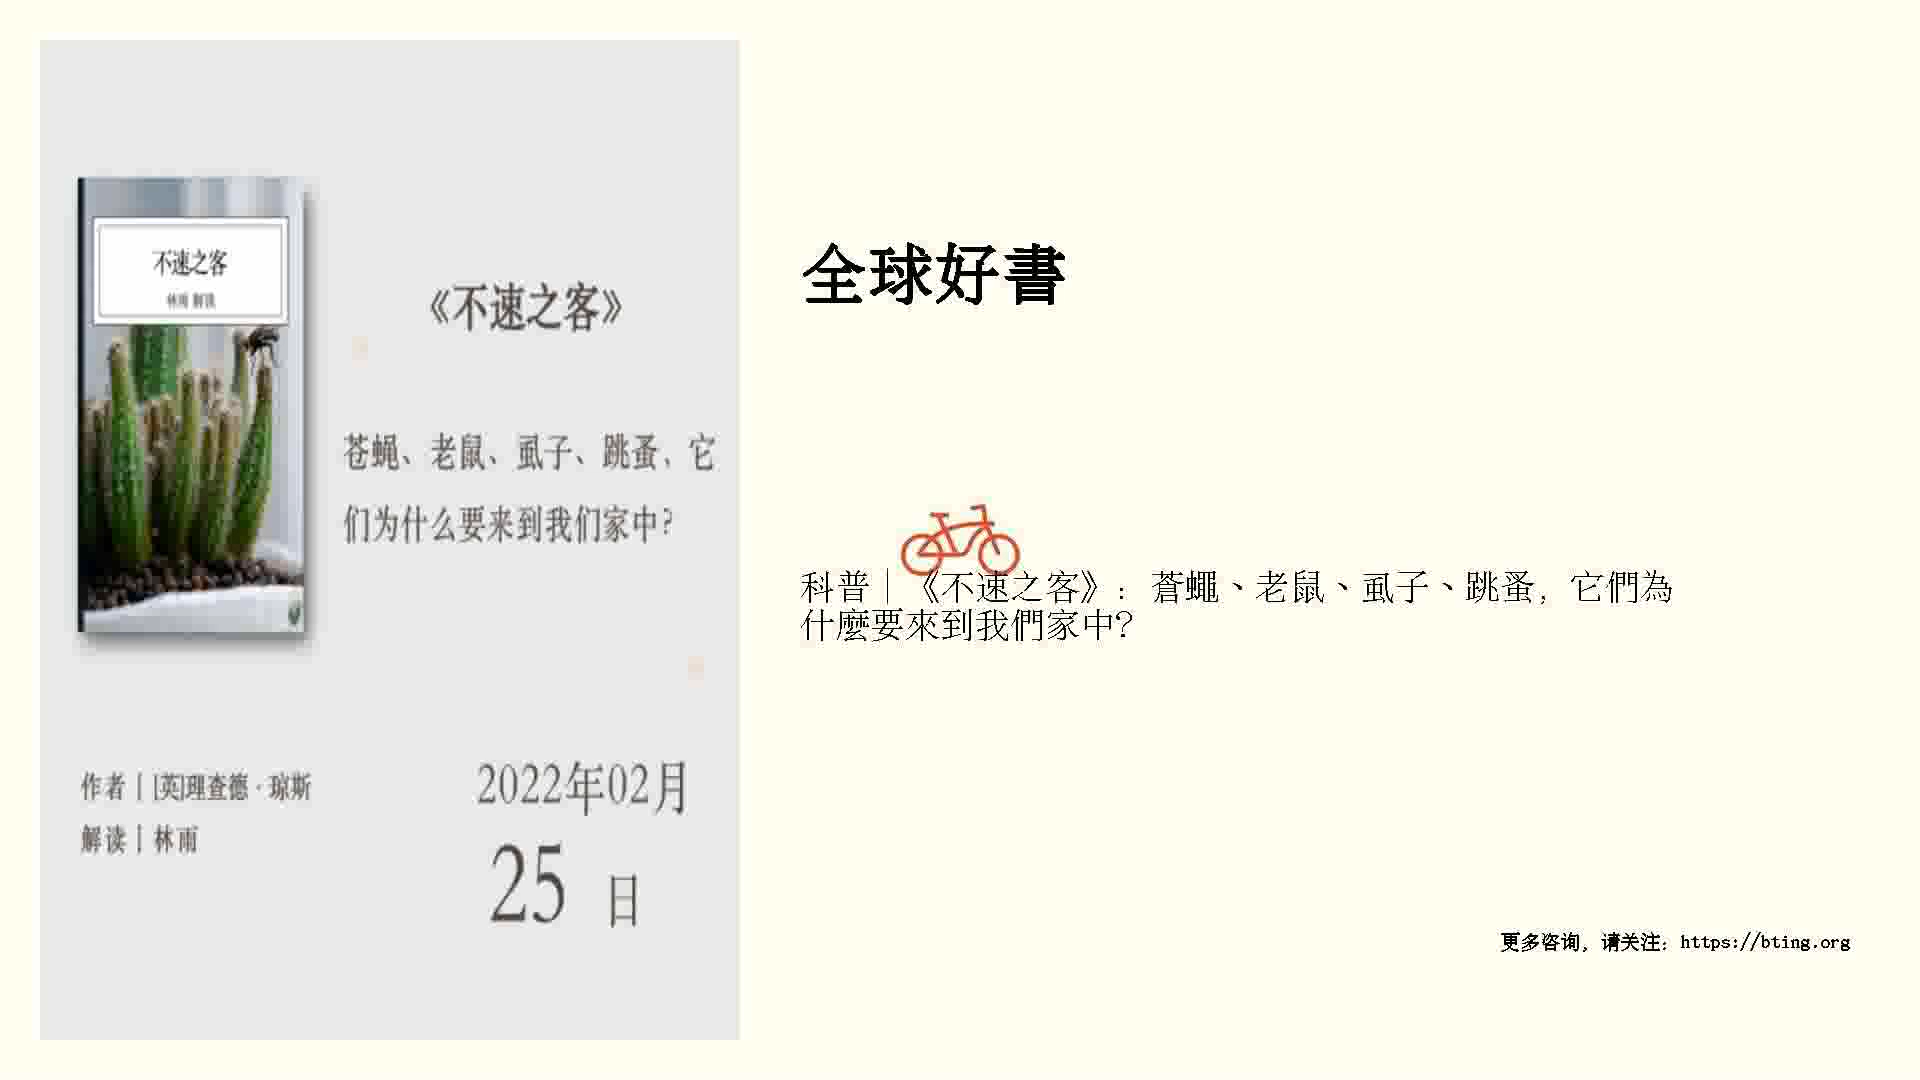 不速之客
林雨 解读
《不速之客》
苍蝇、老鼠、虱子、跳蚤，它
们为什么要来到我们家中？
作者丨[英]理查德·琼斯
解读丨林雨
2022年02月
25 日
全球好書
科普｜《不速之客》：蒼蠅、老鼠、虱子、跳蚤，它們為
什麼要來到我們家中？
更多咨询，请关注：https://bting.org